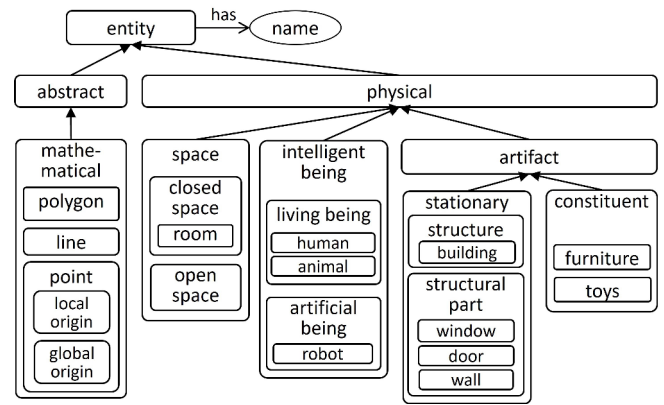 entity
has
name
abstract
physical
mathe-
matical
polygon
line
point
local
origin
global
origin
space
closed
space
room
open
space
intelligent
being
living being
human
animal
artificial
being
robot
artifact
stationary
structure
building
structural
part
window
door
wall
constituent
furniture
toys